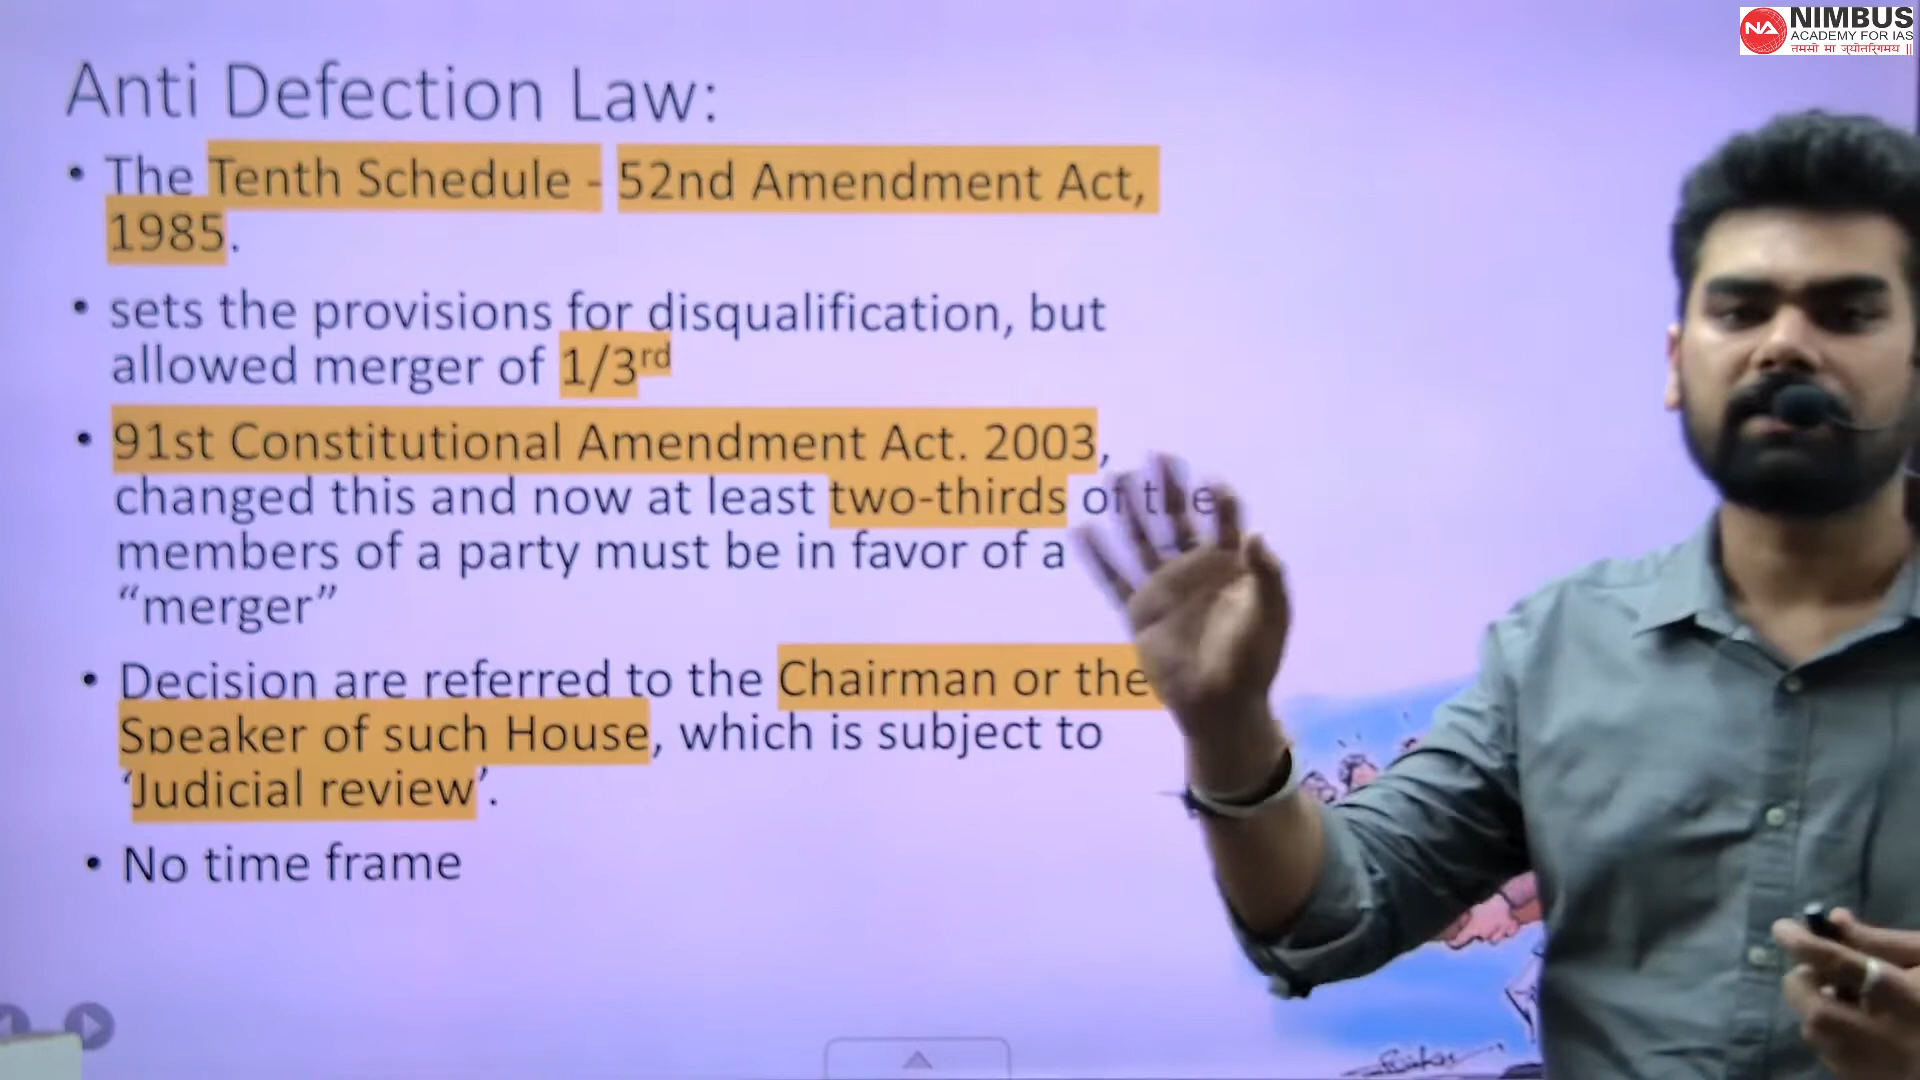 NIMBUS
ACADEMY FOR IAS
तमसो मा ज्योतिर्गमय ||
Anti Defection Law:
• The Tenth Schedule - 52nd Amendment Act,
1985.
• sets the provisions for disqualification, but
allowed merger of 1/3rd
• 91st Constitutional Amendment Act. 2003,
changed this and now at least two-thirds of the
members of a party must be in favor of a
“merger”
• Decision are referred to the Chairman or the
Speaker of such House, which is subject to
‘Judicial review’.
• No time frame